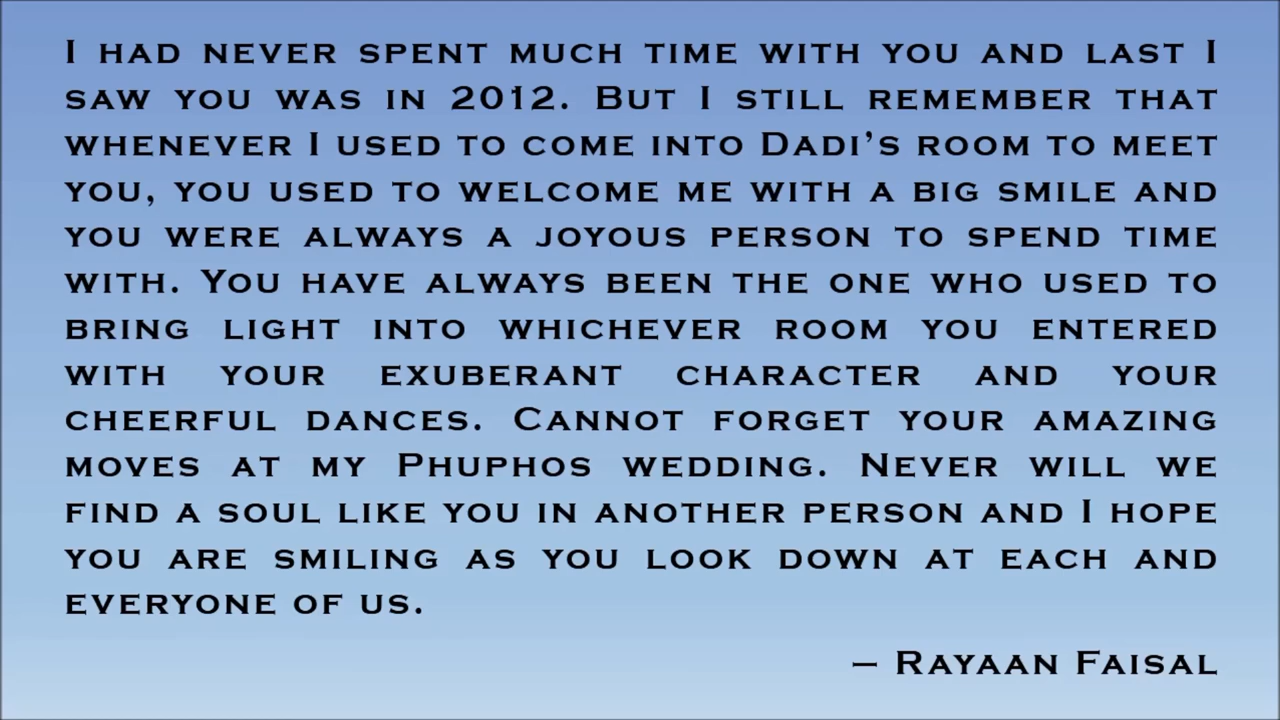 I had never spent much time with you and last I
saw you was in 2012. But I still remember that
whenever I used to come into Dadi's room to meet
you, you used to welcome me with a big smile and
you were always a joyous person to spend time
with. You have always been the one who used to
bring light into whichever room you entered
with your exuberant character and your
cheerful dances. Cannot forget your amazing
moves at my Phuphos wedding. Never will we
find a soul like you in another person and I hope
you are smiling as you look down at each and
everyone of us.
– Rayaan Faisal